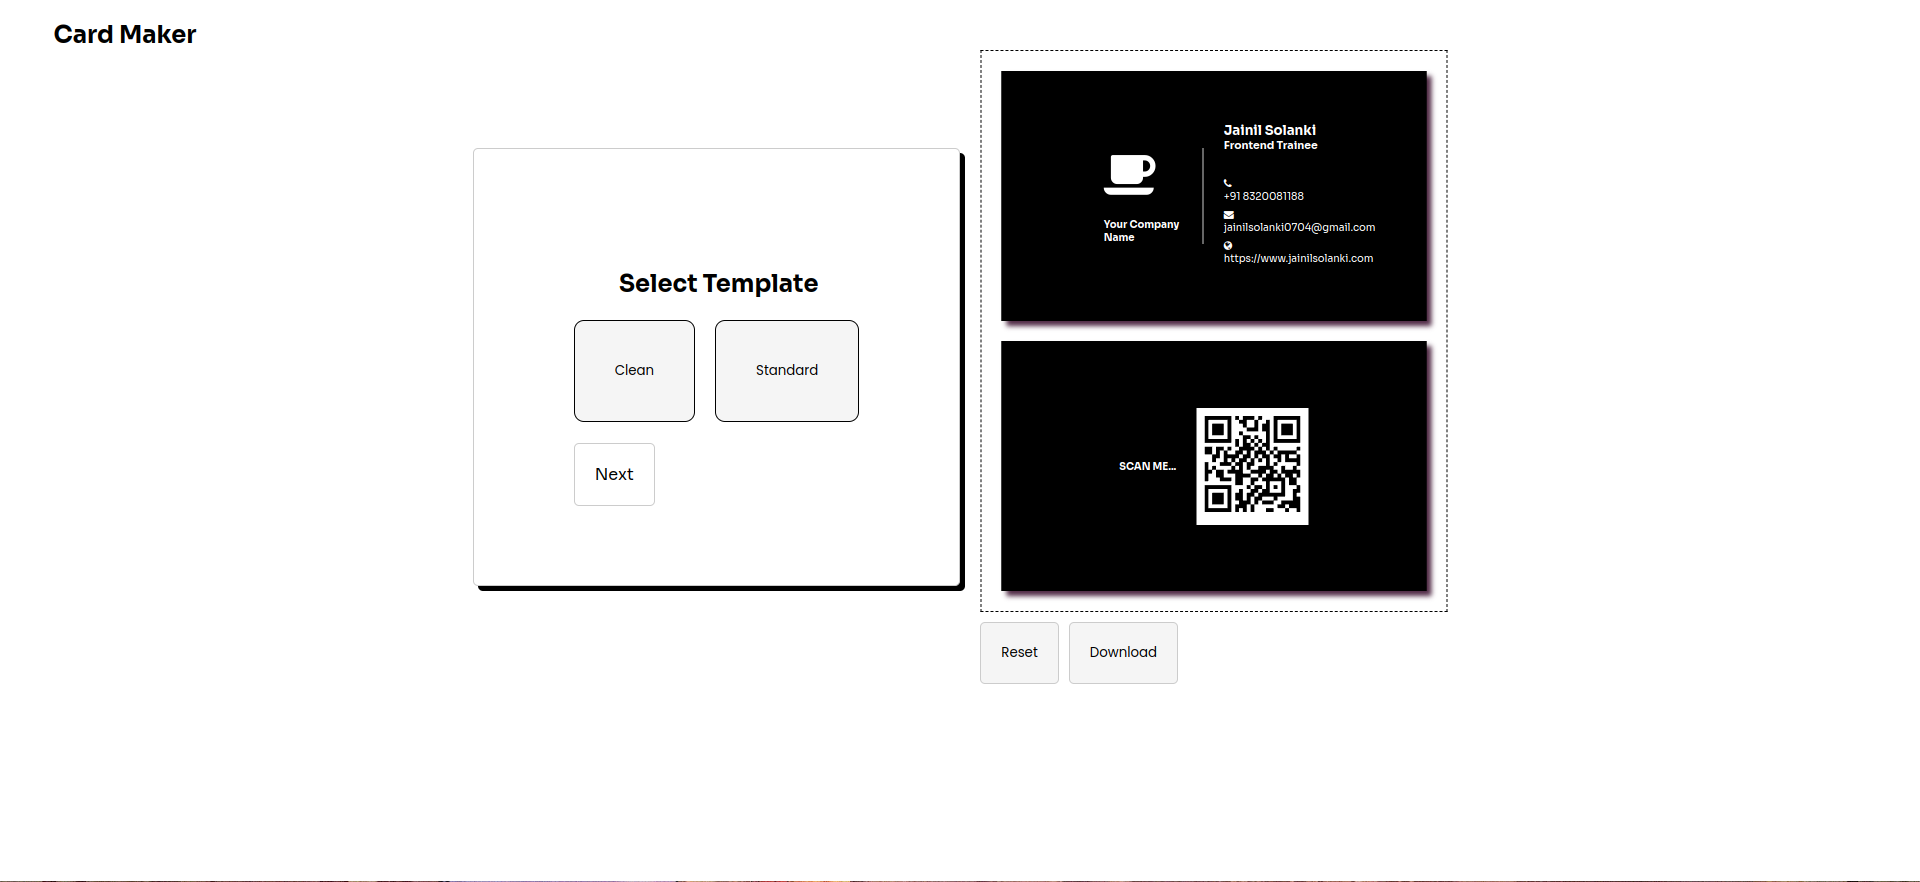 Card Maker
Select Template
Clean
Standard
Next
Jainil Solanki
Frontend Trainee
Your Company
Name
+91 8320081188
jainilsolanki0704@gmail.com
https://www.jainilsolanki.com
SCAN ME...
Reset
Download